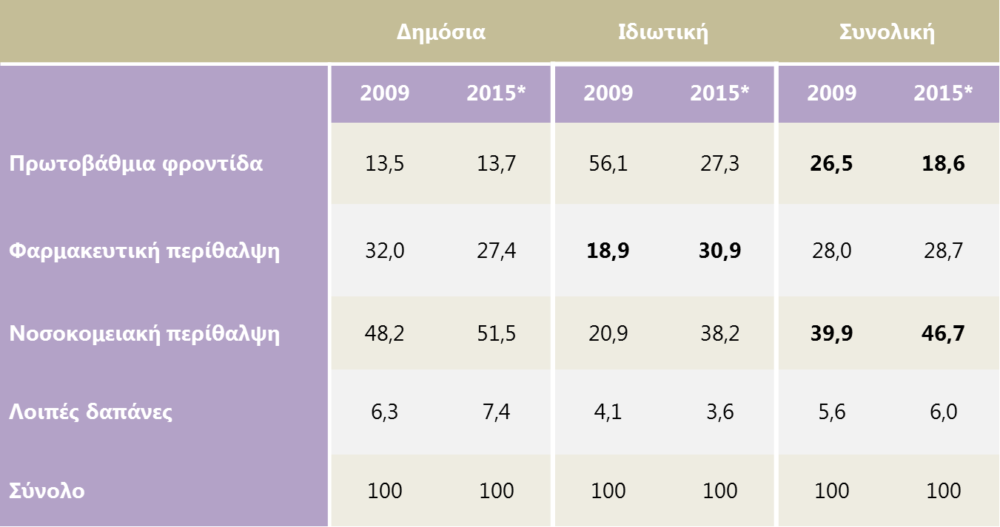 Δημόσια Ιδιωτική Συνολική
2009 2015* 2009 2015* 2009 2015*
Πρωτοβάθμια φροντίδα 13,5 13,7 56,1 27,3 26,5 18,6
Φαρμακευτική περίθαλψη 32,0 27,4 18,9 30,9 28,0 28,7
Νοσοκομειακή περίθαλψη 48,2 51,5 20,9 38,2 39,9 46,7
Λοιπές δαπάνες 6,3 7,4 4,1 3,6 5,6 6,0
Σύνολο 100 100 100 100 100 100